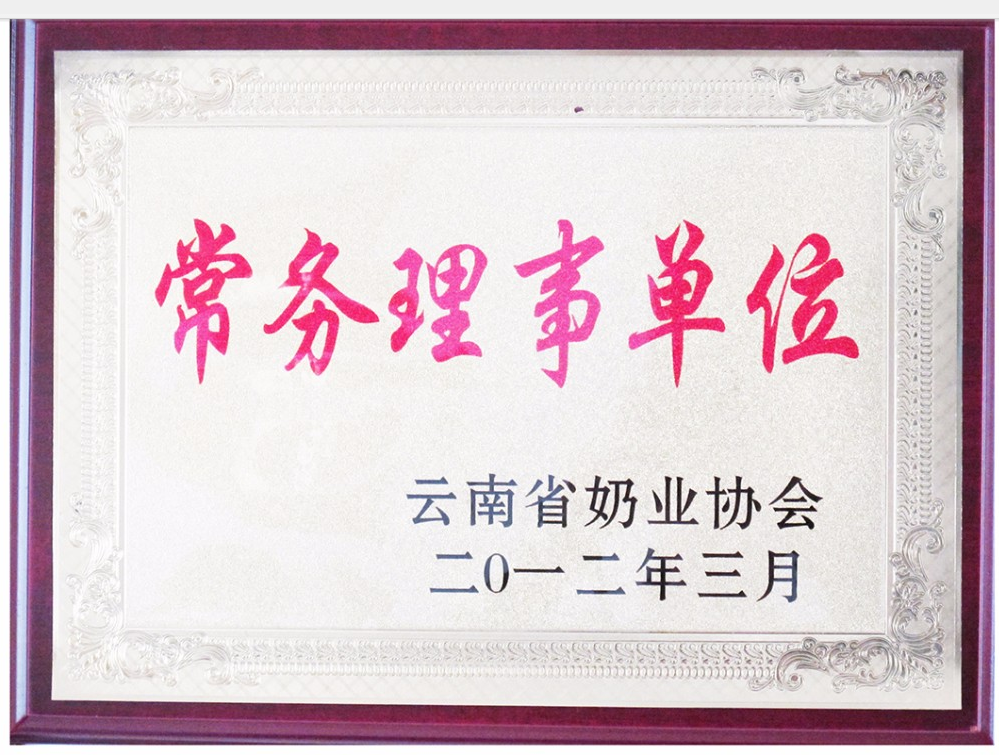 常务理事单位
云南省奶业协会
二0一二年三月